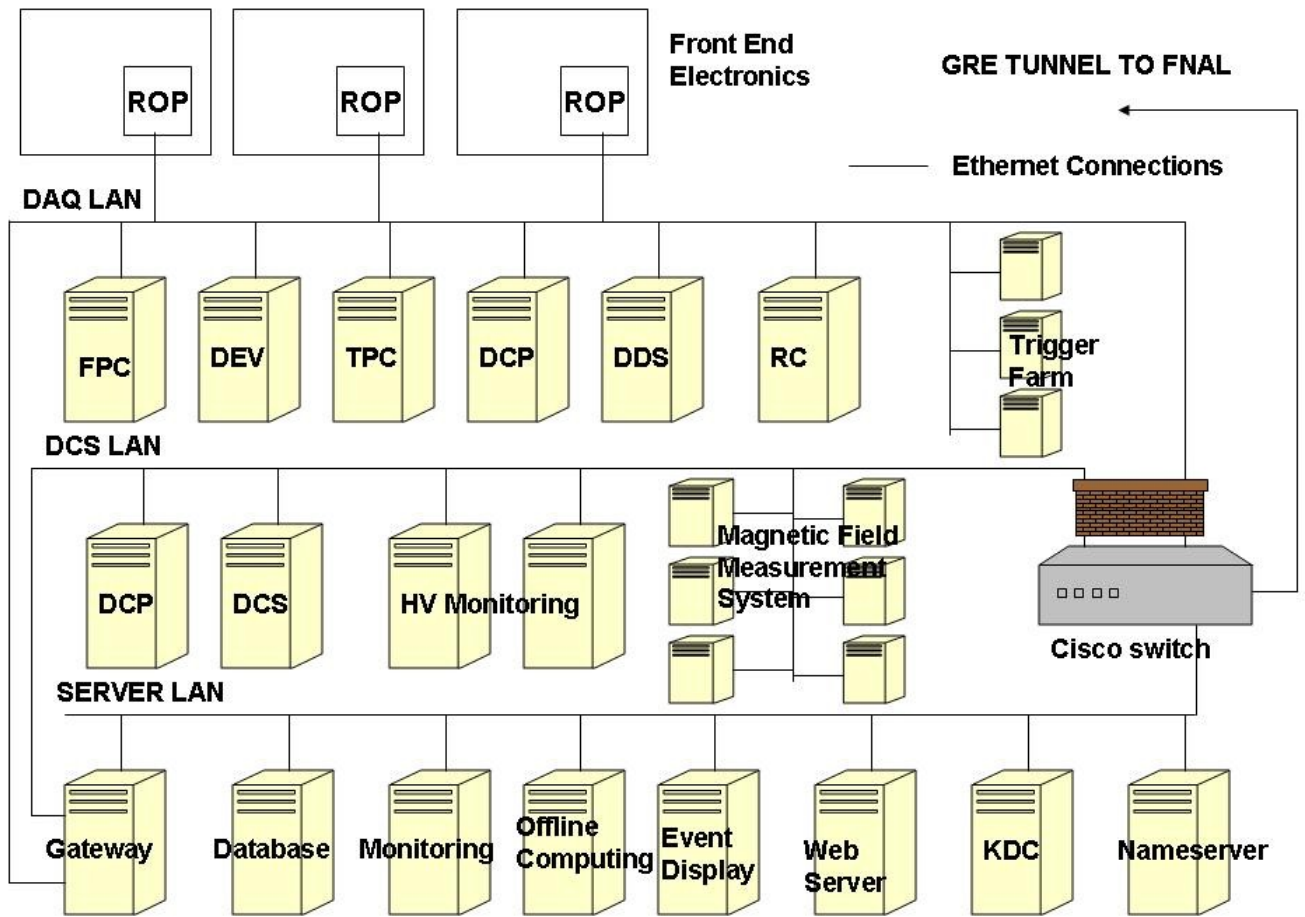 ROP
ROP
ROP
Front End
Electronics
GRE TUNNEL TO FNAL
Ethernet Connections
DAQ LAN
FPC
DEV
TPC
DCP
DDS
RC
Trigger
Farm
DCS LAN
DCP
DCS
HV Monitoring
Magnetic Field
Measurement
System
Cisco switch
SERVER LAN
Gateway
Database
Monitoring
Offline
Computing
Event
Display
Web
Server
KDC
Nameserver